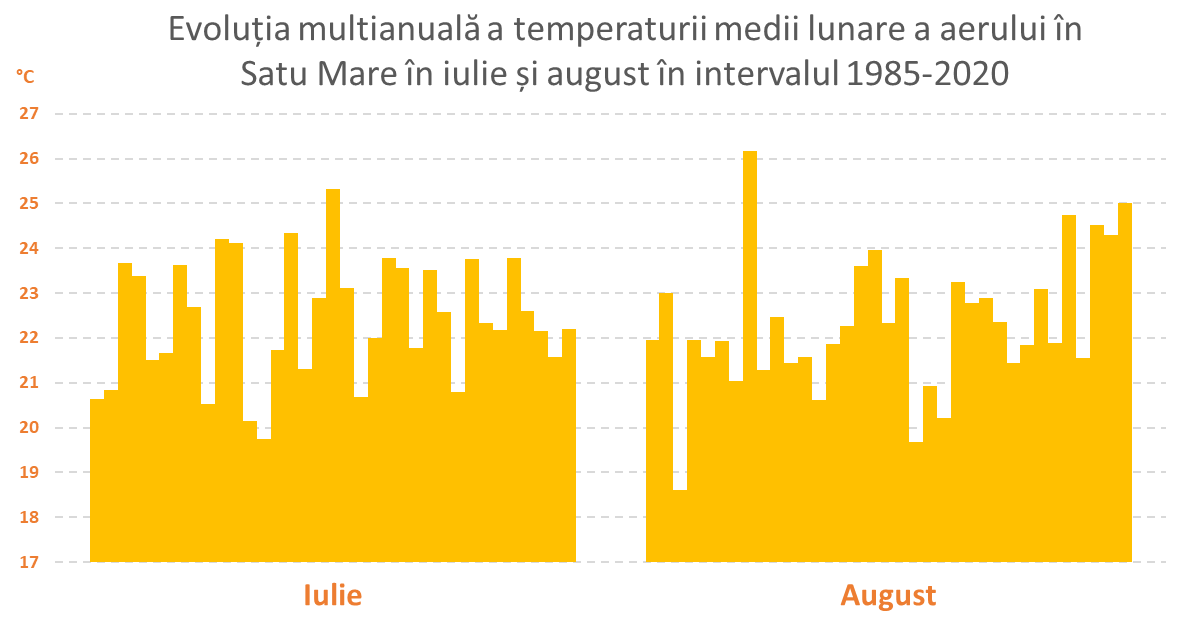 Evoluția multianuală a temperaturii medii lunare a aerului în
Satu Mare în iulie și august în intervalul 1985-2020
°C
27
26
25
24
23
22
21
20
19
18
17
Iulie
August